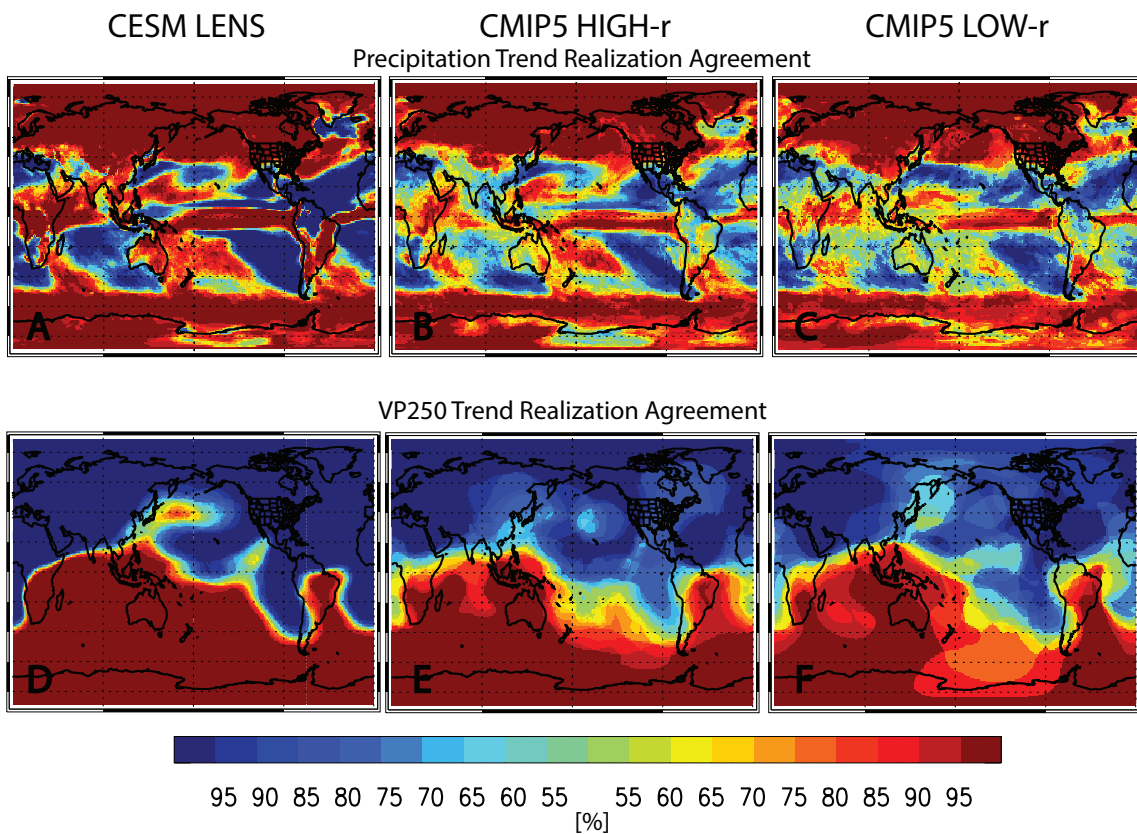 CESM LENS CMIP5 HIGH-r CMIP5 LOW-r
Precipitation Trend Realization Agreement
A B C
VP250 Trend Realization Agreement
D E F
95 90 85 80 75 70 65 60 55 55 60 65 70 75 80 85 90 95
[%]